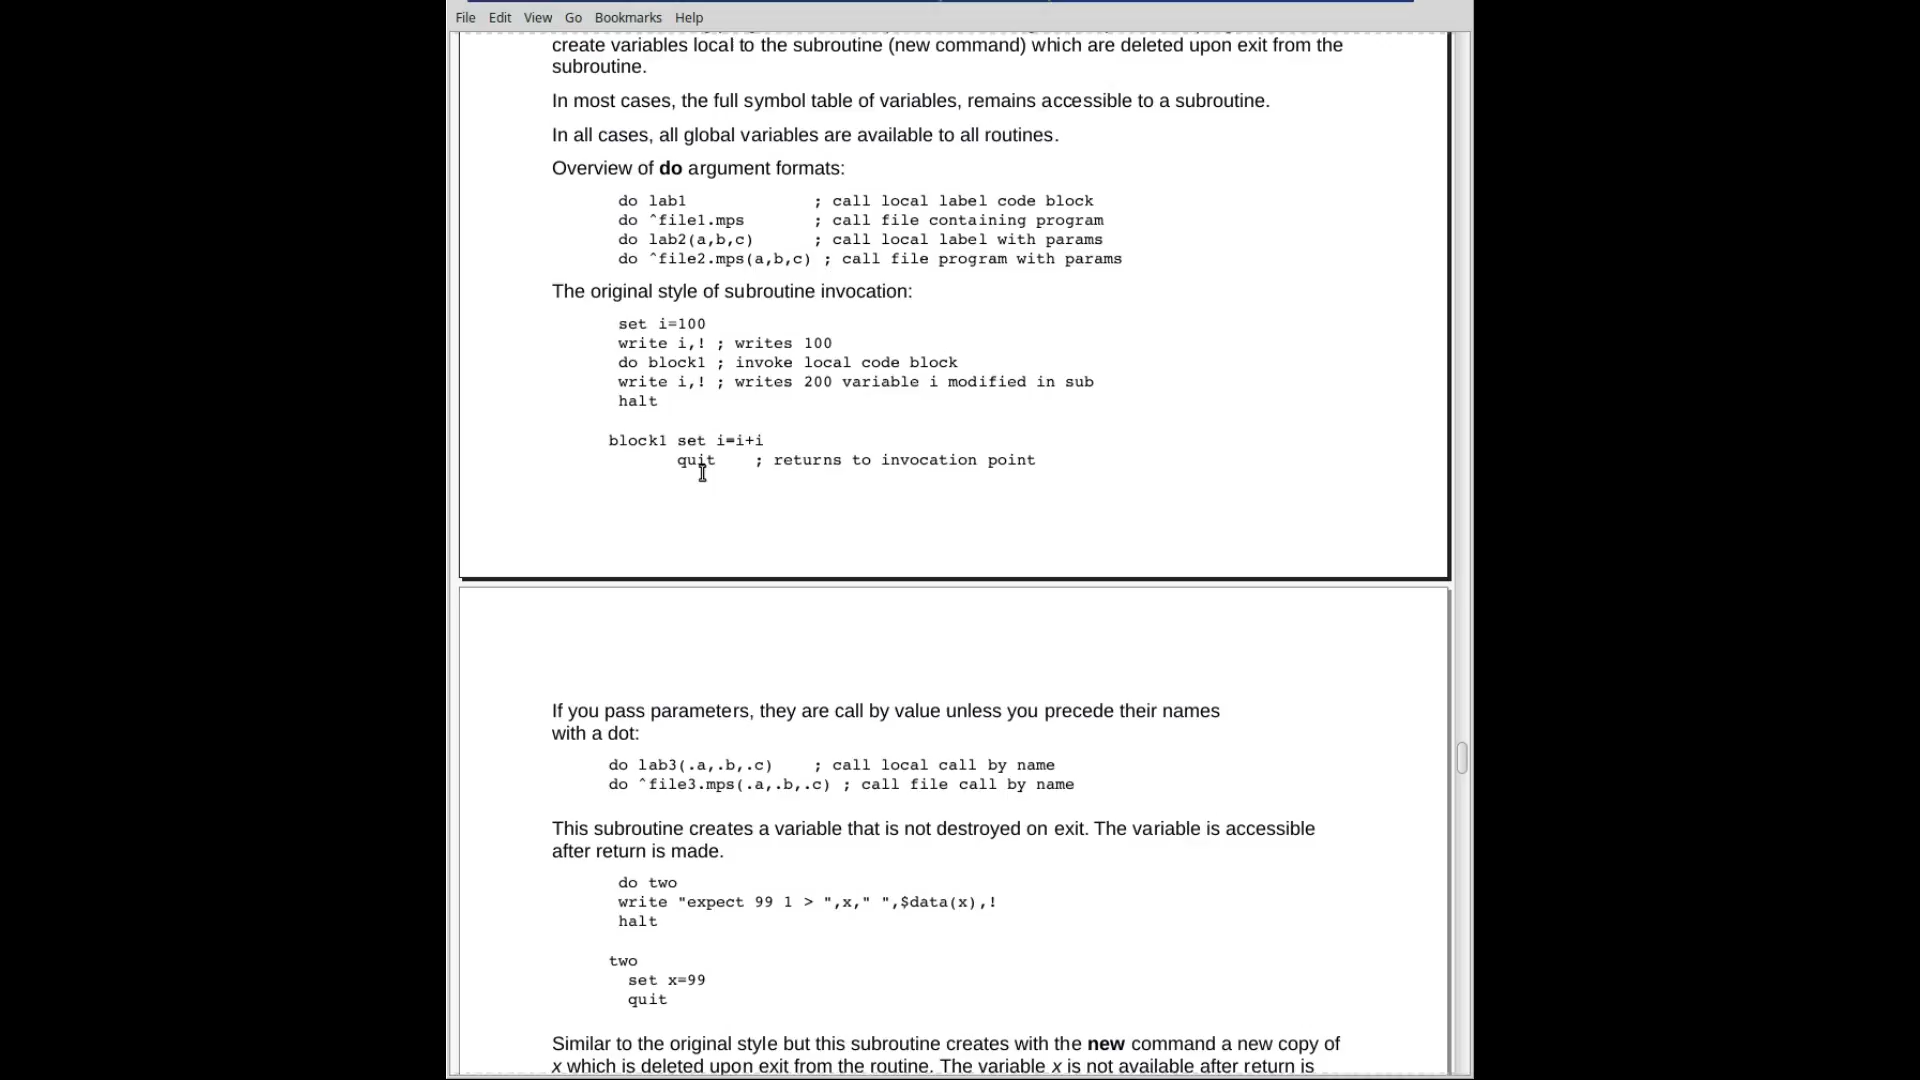 File Edit View Go Bookmarks Help
create variables local to the subroutine (new command) which are deleted upon exit from the
subroutine.
In most cases, the full symbol table of variables, remains accessible to a subroutine.
In all cases, all global variables are available to all routines.
Overview of do argument formats:
do lab1 ; call local label code block
do ^file1.mps ; call file containing program
do lab2(a,b,c) ; call local label with params
do ^file2.mps(a,b,c) ; call file program with params
The original style of subroutine invocation:
set i=100
write i,! ; writes 100
do block1 ; invoke local code block
write i,! ; writes 200 variable i modified in sub
halt
block1 set i=i+i
quit ; returns to invocation point
If you pass parameters, they are call by value unless you precede their names
with a dot:
do lab3(.a,.b,.c) ; call local call by name
do ^file3.mps(.a,.b,.c) ; call file call by name
This subroutine creates a variable that is not destroyed on exit. The variable is accessible
after return is made.
do two
write "expect 99 1 > ",x," ",$data(x),!
halt
two
set x=99
quit
Similar to the original style but this subroutine creates with the new command a new copy of
x which is deleted upon exit from the routine. The variable x is not available after return is